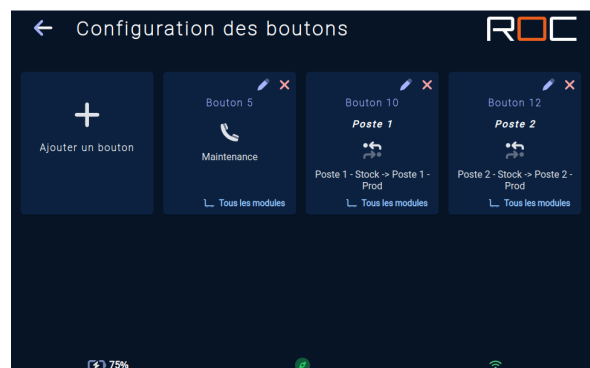 Configuration des boutons
ROC
Ajouter un bouton
Bouton 5
Maintenance
Tous les modules
Bouton 10
Poste 1
Poste 1 - Stock -> Poste 1 -
Prod
Tous les modules
Bouton 12
Poste 2
Poste 2 - Stock -> Poste 2 -
Prod
Tous les modules
75%